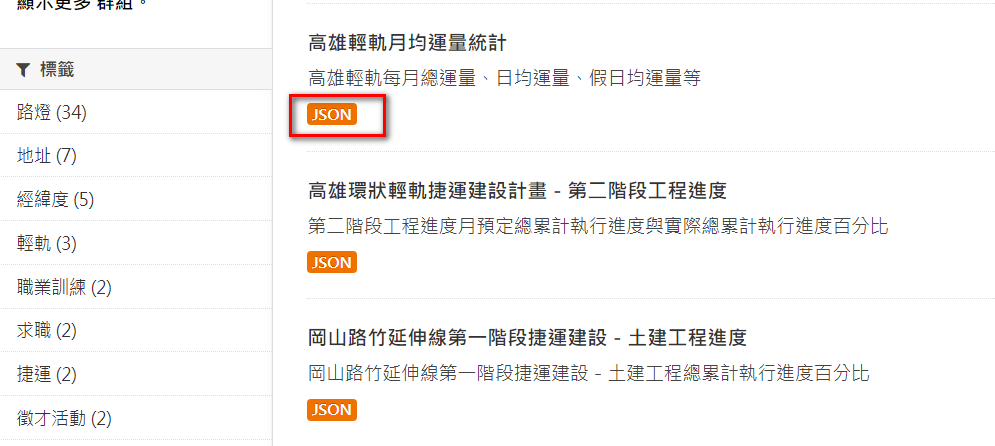 顯示更多 群組。
標籤
路燈 (34)
地址 (7)
經緯度 (5)
輕軌 (3)
職業訓練 (2)
求職 (2)
捷運 (2)
徵才活動 (2)
高雄輕軌月均運量統計
高雄輕軌每月總運量、日均運量、假日均運量等
JSON
高雄環狀輕軌捷運建設計畫 - 第二階段工程進度
第二階段工程進度月預定總累計執行進度與實際總累計執行進度百分比
JSON
岡山路竹延伸線第一階段捷運建設 - 土建工程進度
岡山路竹延伸線第一階段捷運建設 - 土建工程總累計執行進度百分比
JSON